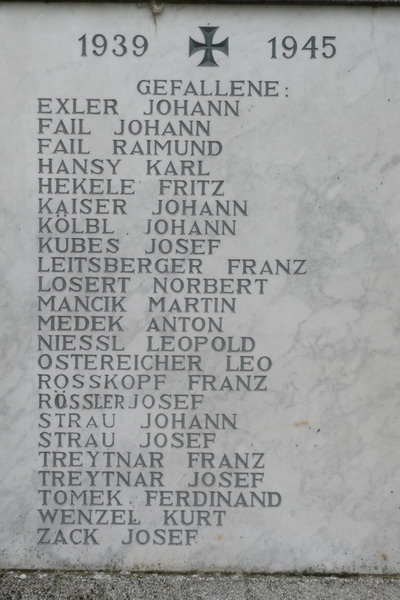 1939 1945
GEFALLENE:
EXLER JOHANN
FAIL JOHANN
FAIL RAIMUND
HANSY KARL
HEKELE FRITZ
KAISER JOHANN
KÖLBL JOHANN
KUBES JOSEF
LEITSBERGER FRANZ
LOSERT NORBERT
MANCIK MARTIN
MEDEK ANTON
NIESSL LEOPOLD
OSTEREICHER LEO
ROSSKOPF FRANZ
RÖSSLER JOSEF
STRAU JOHANN
STRAU JOSEF
TREYTNAR FRANZ
TREYTNAR JOSEF
TOMEK FERDINAND
WENZEL KURT
ZACK JOSEF